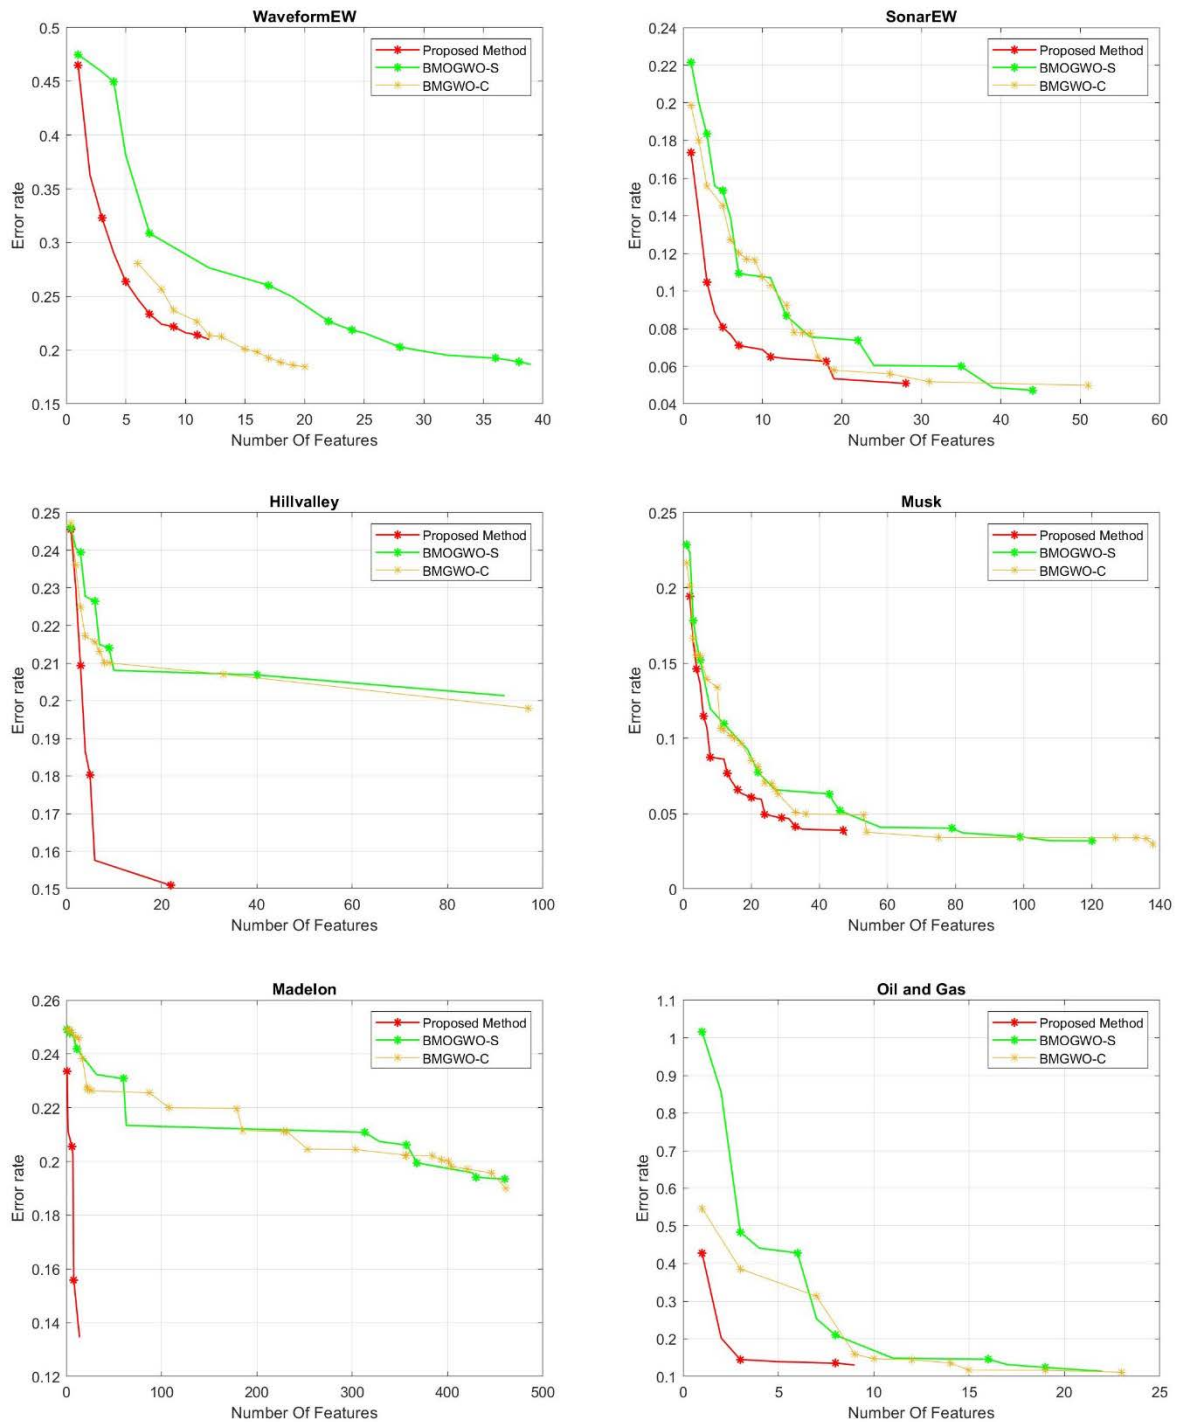 WaveformEW
0.5
0.45
0.4
0.35
0.3
0.25
0.2
0.15
Error rate
0 5 10 15 20 25 30 35 40
Number Of Features
Proposed Method
BMOGWO-S
BMGWO-C
SonarEW
0.24
0.22
0.2
0.18
0.16
0.14
0.12
0.1
0.08
0.06
0.04
Error rate
0 10 20 30 40 50 60
Number Of Features
Proposed Method
BMOGWO-S
BMGWO-C
Hillvalley
0.25
0.24
0.23
0.22
0.21
0.2
0.19
0.18
0.17
0.16
0.15
Error rate
0 20 40 60 80 100
Number Of Features
Proposed Method
BMOGWO-S
BMGWO-C
Musk
0.25
0.2
0.15
0.1
0.05
0
Error rate
0 20 40 60 80 100 120 140
Number Of Features
Proposed Method
BMOGWO-S
BMGWO-C
Madelon
0.26
0.24
0.22
0.2
0.18
0.16
0.14
0.12
Error rate
0 100 200 300 400 500
Number Of Features
Proposed Method
BMOGWO-S
BMGWO-C
Oil and Gas
1.1
1
0.9
0.8
0.7
0.6
0.5
0.4
0.3
0.2
0.1
Error rate
0 5 10 15 20 25
Number Of Features
Proposed Method
BMOGWO-S
BMGWO-C